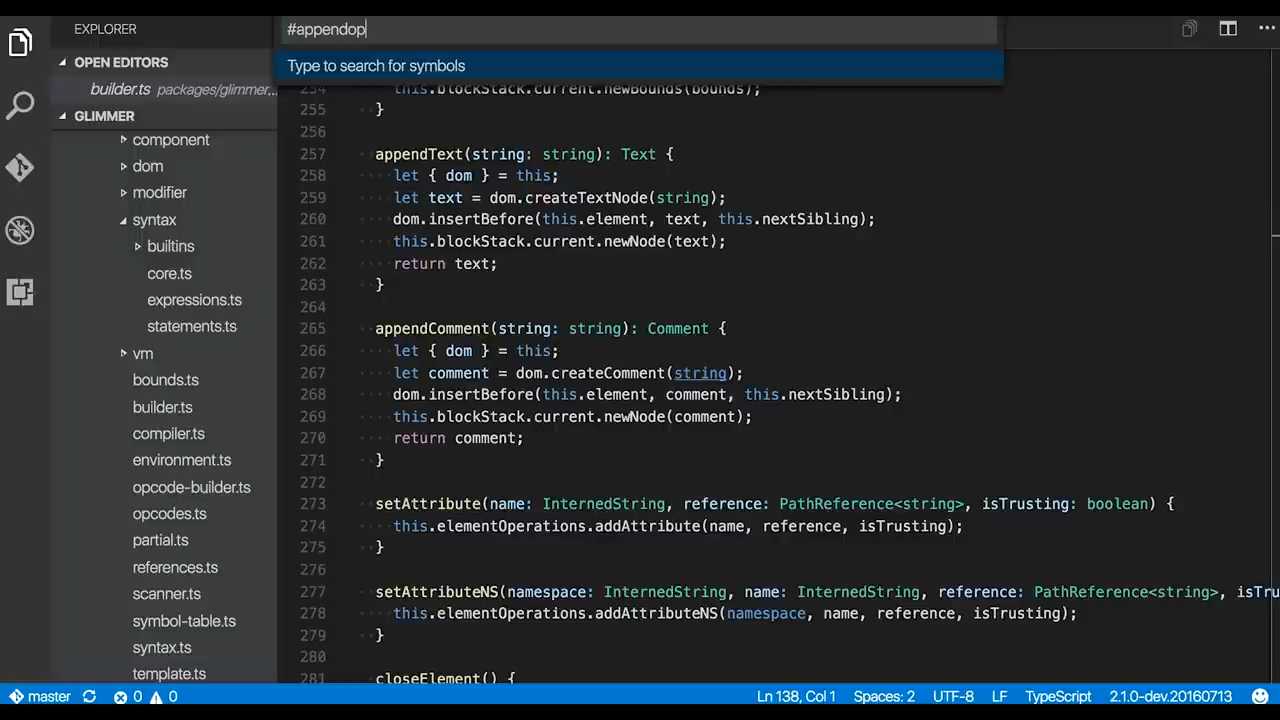 EXPLORER
#appendop
OPEN EDITORS
Type to search for symbols
builder.ts packages/glimmer...
GLIMMER
component
dom
modifier
syntax
builtins
core.ts
expressions.ts
statements.ts
vm
bounds.ts
builder.ts
compiler.ts
environment.ts
opcode-builder.ts
opcodes.ts
partial.ts
references.ts
scanner.ts
symbol-table.ts
syntax.ts
template.ts
254 this.blockStack.current.newBounds(bounds);
255 }
256
257 appendText(string: string): Text {
258 let { dom } = this;
259 let text = dom.createTextNode(string);
260 dom.insertBefore(this.element, text, this.nextSibling);
261 this.blockStack.current.newNode(text);
262 return text;
263 }
264
265 appendComment(string: string): Comment {
266 let { dom } = this;
267 let comment = dom.createComment(string);
268 dom.insertBefore(this.element, comment, this.nextSibling);
269 this.blockStack.current.newNode(comment);
270 return comment;
271 }
272
273 setAttribute(name: InternedString, reference: PathReference<string>, isTrusting: boolean) {
274 this.elementOperations.addAttribute(name, reference, isTrusting);
275 }
276
277 setAttributeNS(namespace: InternedString, name: InternedString, reference: PathReference<string>, isTru
278 this.elementOperations.addAttributeNS(namespace, name, reference, isTrusting);
279 }
280
281 closeElement() {
master 0 0 Ln 138, Col 1 Spaces: 2 UTF-8 LF TypeScript 2.1.0-dev.20160713